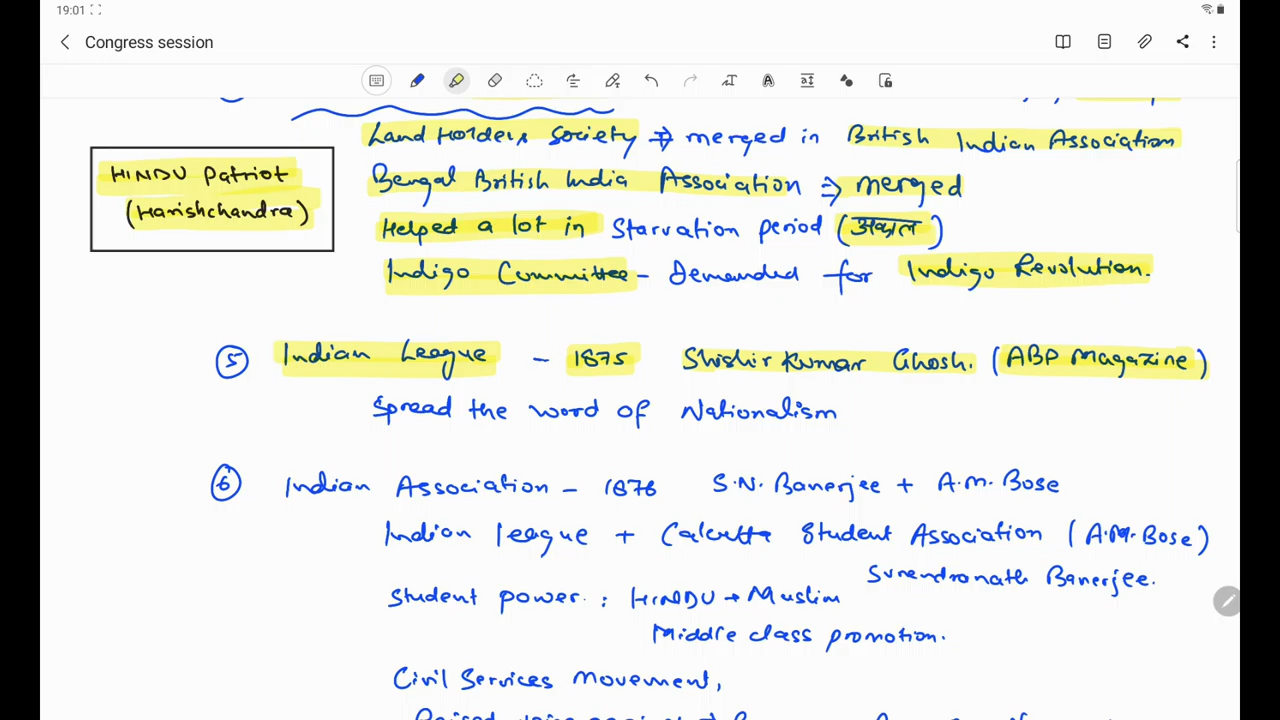 19:01
Congress session
Land Holders society ⇒ merged in British Indian Association
HINDU Patriot
(Harishchandra)
Bengal British India Association ⇒ merged
Helped a lot in Starvation period (अकाल)
Indigo Committee - Demanded for Indigo Revolution.
5 Indian League - 1875 Shishir Kumar Ghosh. (ABP Magazine)
Spread the word of Nationalism
6 Indian Association - 1876 S.N. Banerjee + A.M. Bose
Indian league + Calcutta Student Association (A.M. Bose)
Surendronath Banerjee.
Student power : HINDU + Muslim
Middle class promotion.
Civil Services movement,